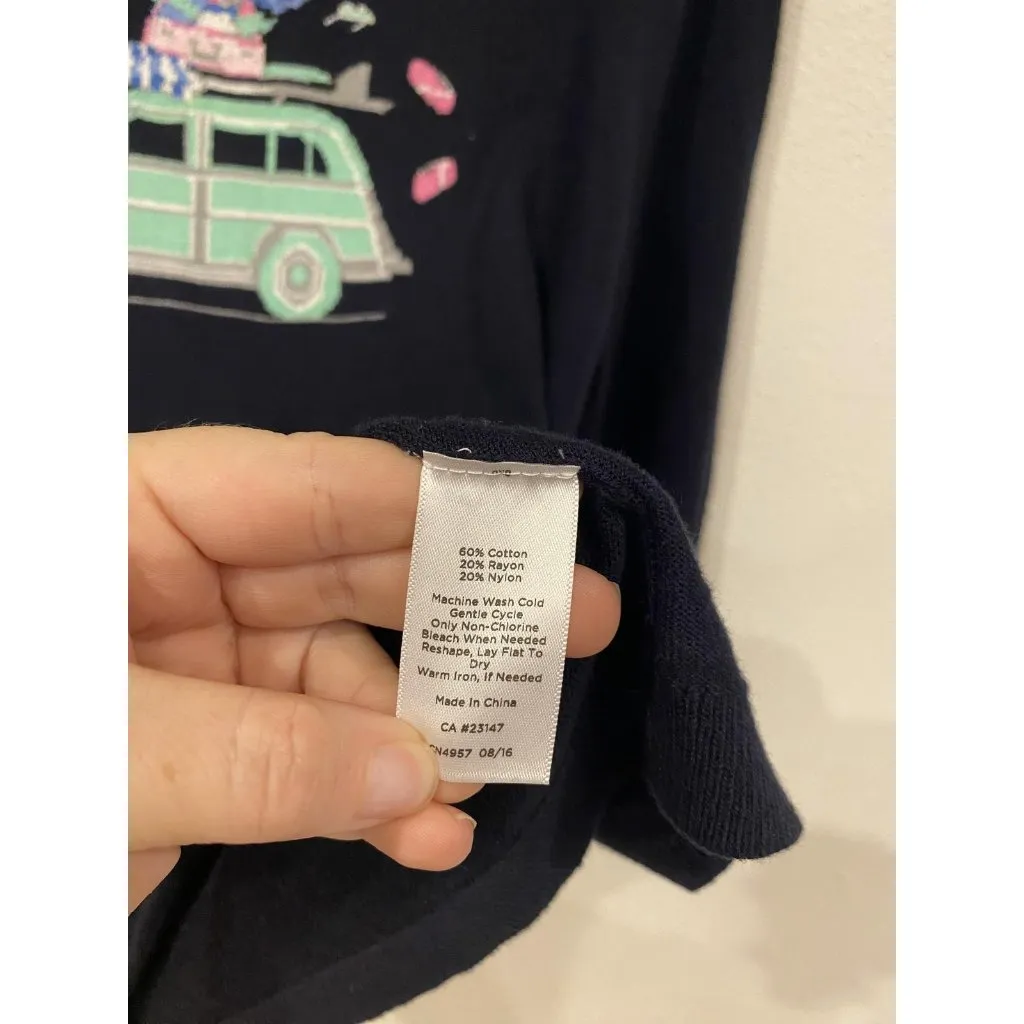 60% Cotton
20% Rayon
20% Nylon
Machine Wash Cold
Gentle Cycle
Only Non-Chlorine
Bleach When Needed
Reshape, Lay Flat To
Dry
Warm Iron, If Needed
Made In China
CA #23147
N4957 08/16